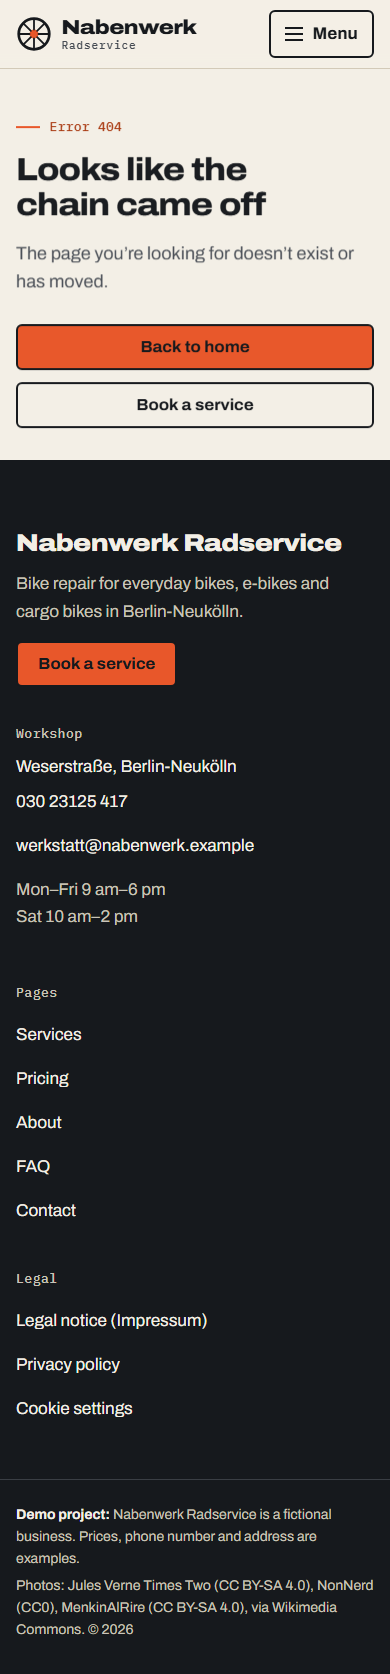 Nabenwerk
Radservice
Menu
Error 404
Looks like the
chain came off
The page you’re looking for doesn’t exist or
has moved.
Back to home
Book a service
Nabenwerk Radservice
Bike repair for everyday bikes, e-bikes and
cargo bikes in Berlin-Neukölln.
Book a service
Workshop
Weserstraße, Berlin-Neukölln
030 23125 417
werkstatt@nabenwerk.example
Mon–Fri 9 am–6 pm
Sat 10 am–2 pm
Pages
Services
Pricing
About
FAQ
Contact
Legal
Legal notice (Impressum)
Privacy policy
Cookie settings
Demo project: Nabenwerk Radservice is a fictional
business. Prices, phone number and address are
examples.
Photos: Jules Verne Times Two (CC BY-SA 4.0), NonNerd
(CC0), MenkinAlRire (CC BY-SA 4.0), via Wikimedia
Commons. © 2026